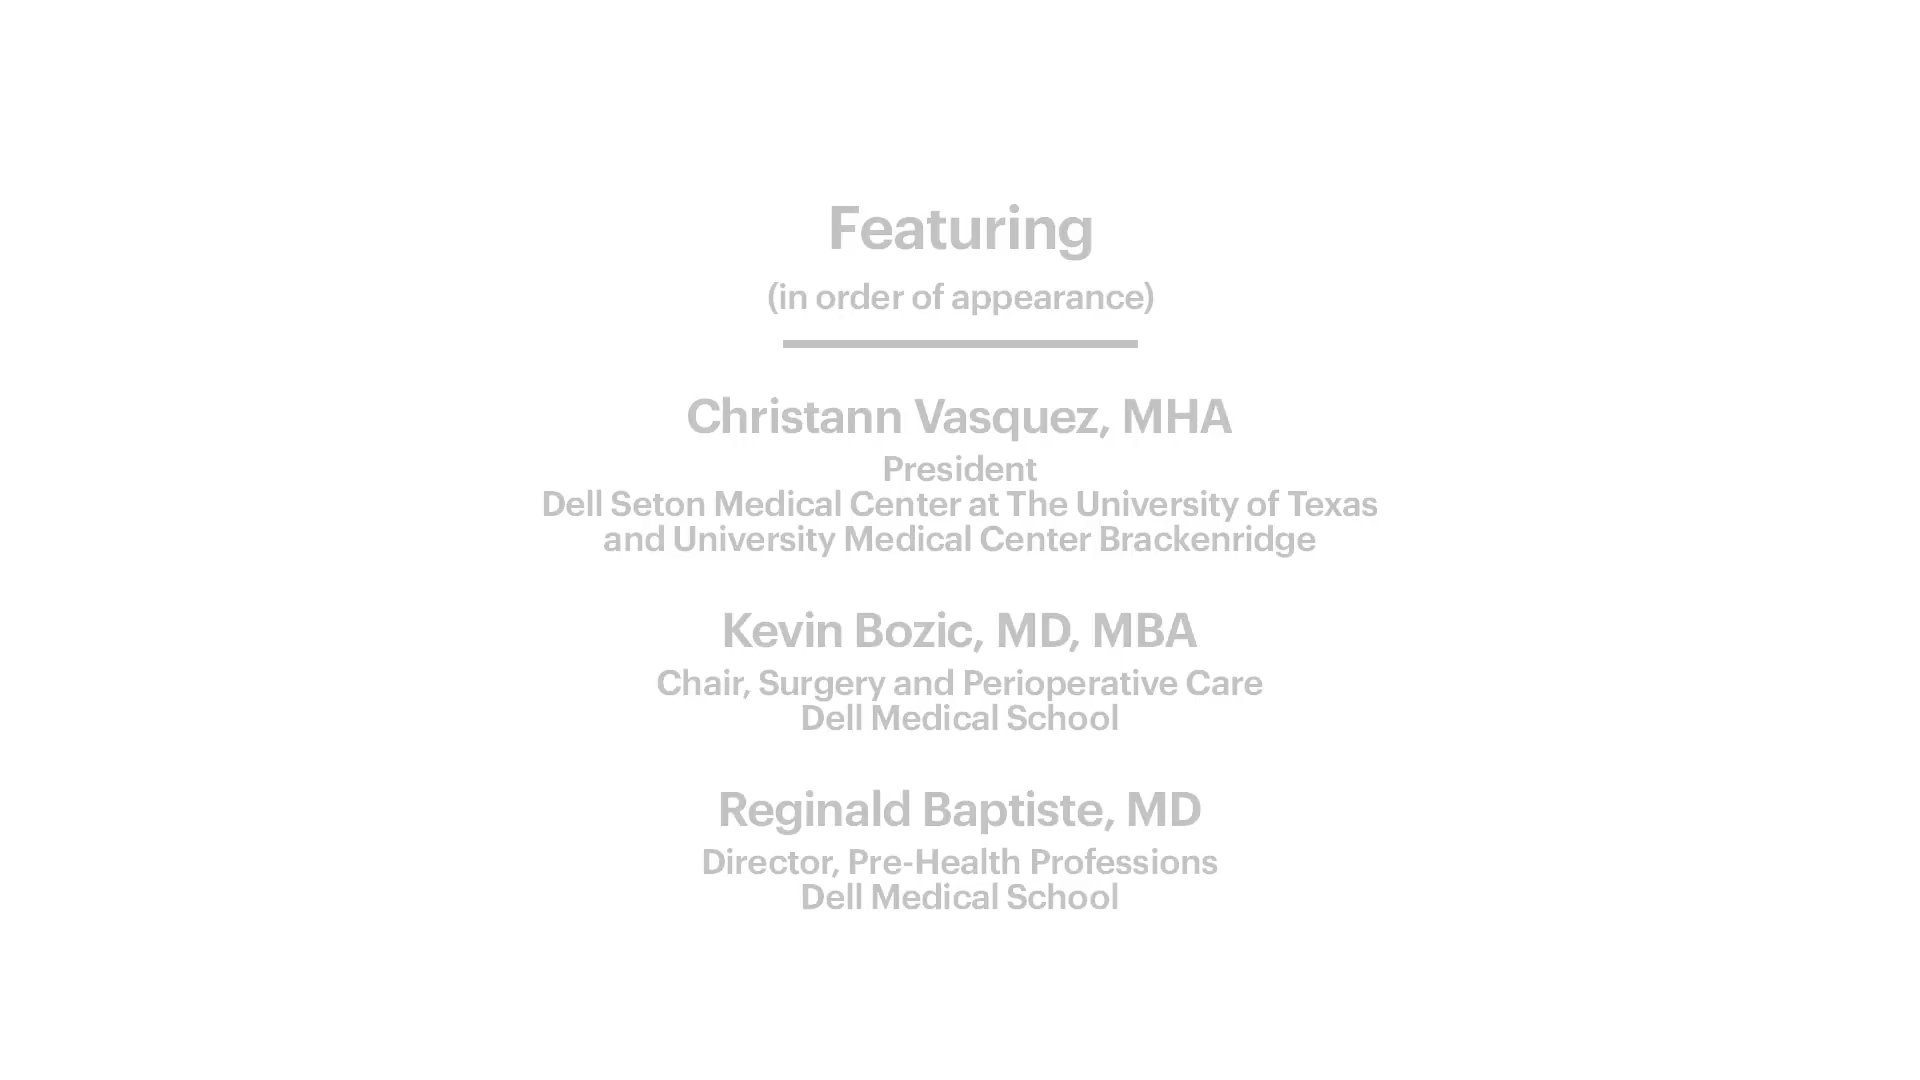 Featuring
(in order of appearance)
Christann Vasquez, MHA
President
Dell Seton Medical Center at The University of Texas
and University Medical Center Brackenridge
Kevin Bozic, MD, MBA
Chair, Surgery and Perioperative Care
Dell Medical School
Reginald Baptiste, MD
Director, Pre-Health Professions
Dell Medical School